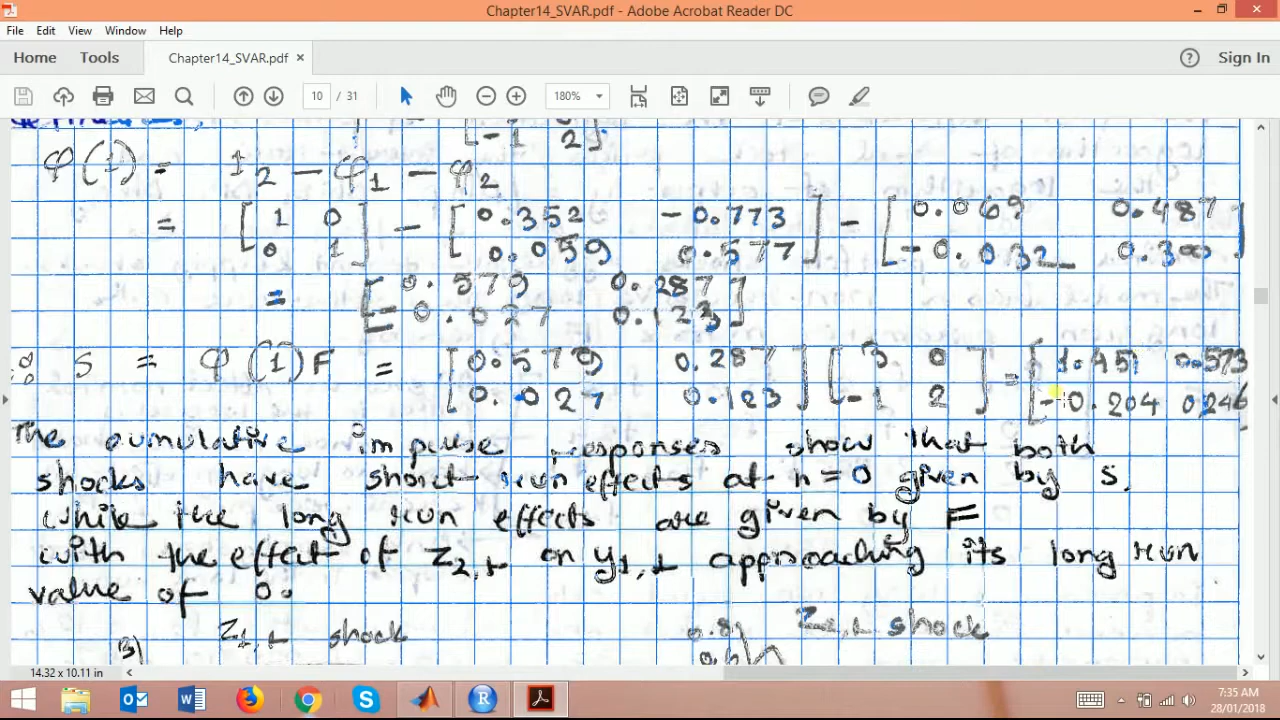 Chapter14_SVAR.pdf - Adobe Acrobat Reader DC
File Edit View Window Help
Home Tools Chapter14_SVAR.pdf × Sign In
10 / 31 180%
-1 2]
φ(1) = I2 - φ1 - φ2
= [1 0 - [0.352 -0.773 - [0.069 0.487
0 1] 0.059 0.577] -0.032 0.300]
= [0.579 0.287
-0.027 0.123]
∴ S = φ(1)F = [0.579 0.287 [3 0 = [1.451 0.573
0.027 0.123] -1 2] -0.204 0.246
The cumulative impulse responses show that both
shocks have short run effects at h=0 given by S.
while the long run effects are given by F
with the effect of Z2,t on y1,t approaching its long run
value of 0.
Z1,t shock Z2,t shock
3) 0.8)
14.32 x 10.11 in
7:35 AM
28/01/2018